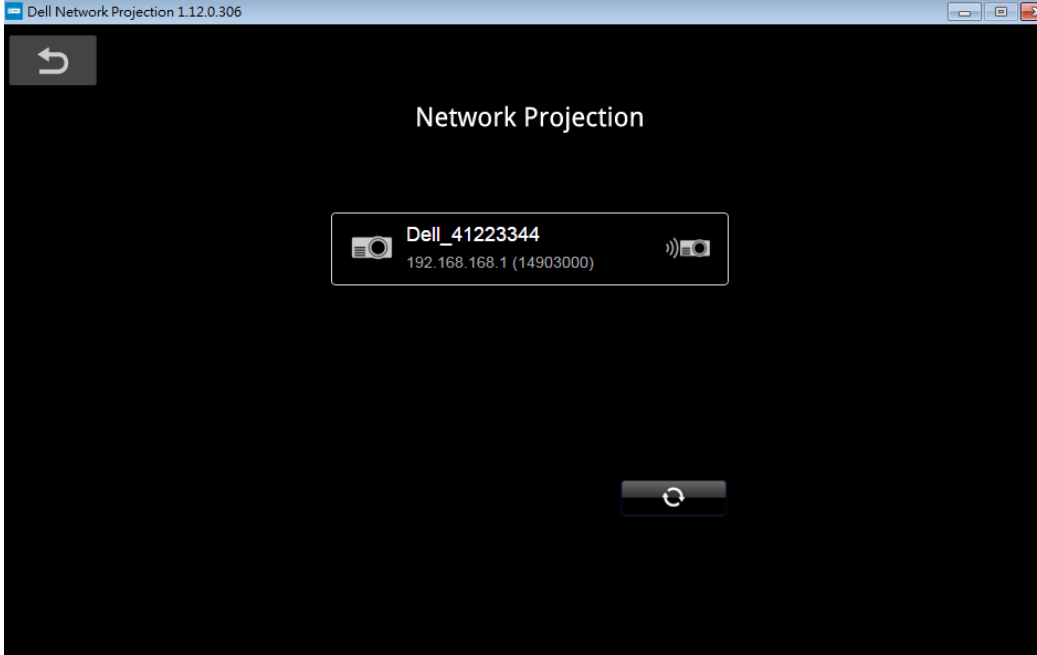 Dell Network Projection 1.12.0.306
Network Projection
Dell_41223344
192.168.168.1 (14903000)